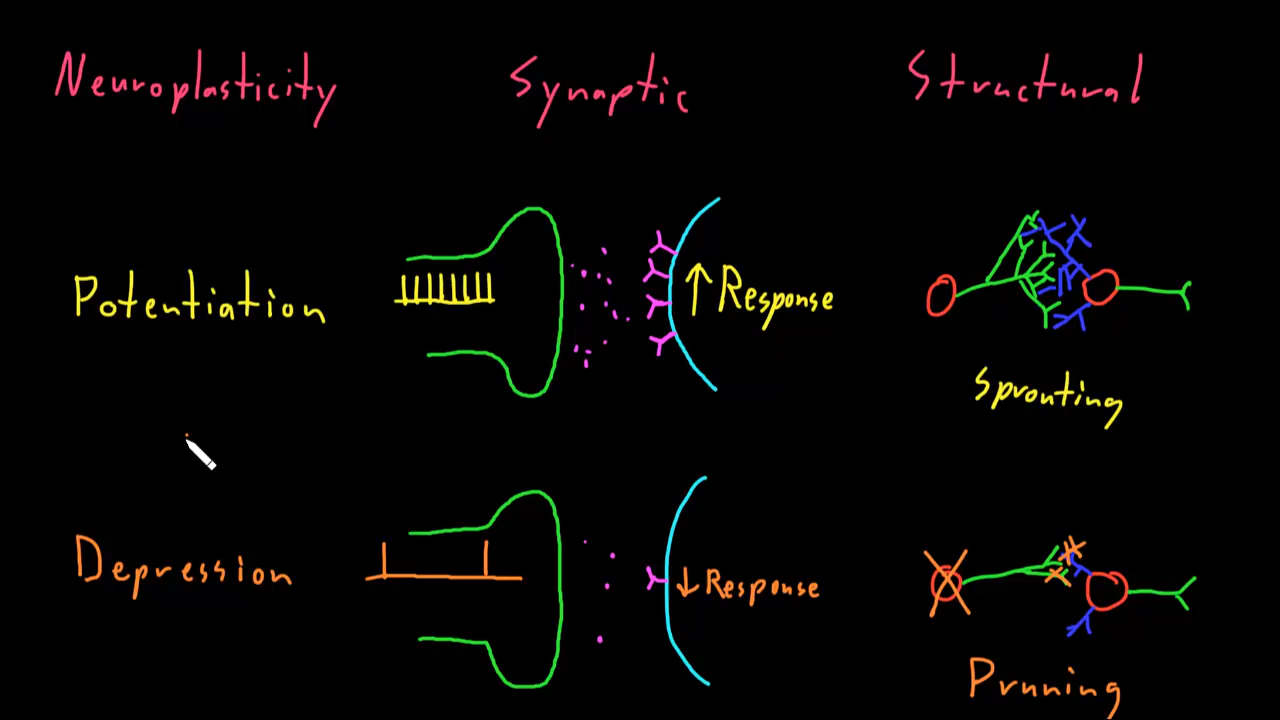 Neuroplasticity Synaptic Structural
Potentiation ↑ Response
Sprouting
Depression ↓ Response
Pruning